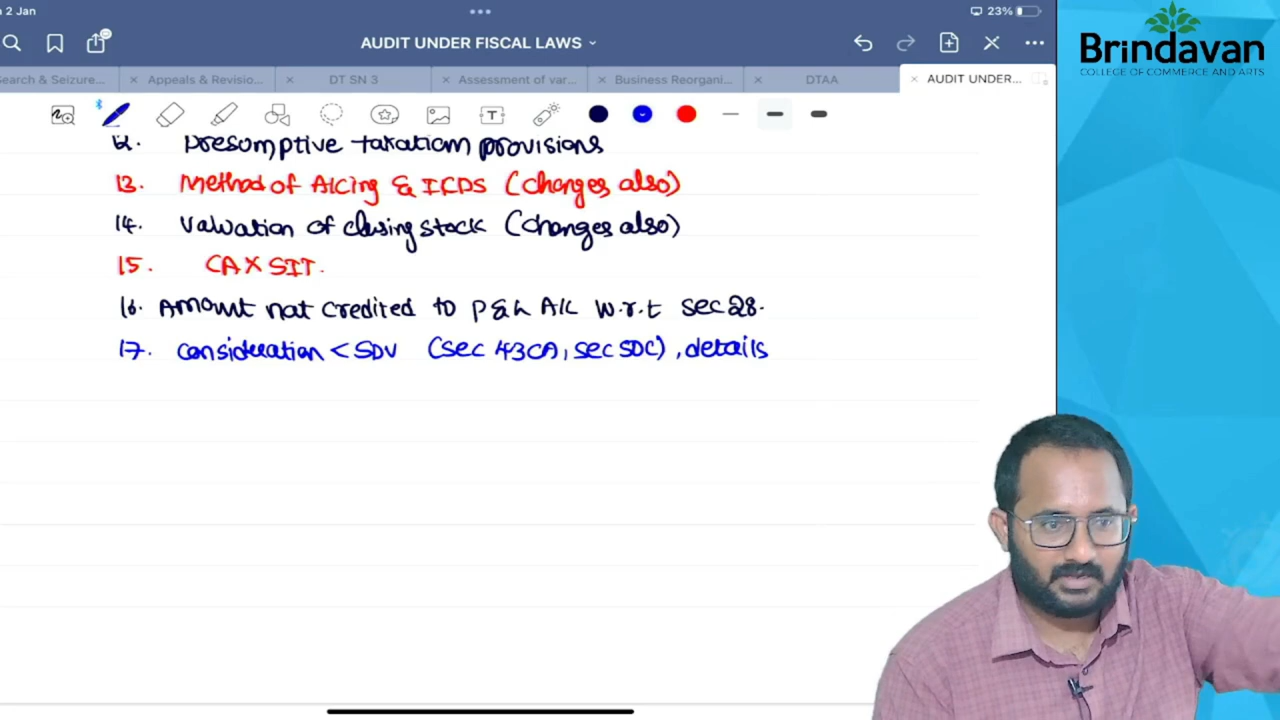 2 Jan
23%
AUDIT UNDER FISCAL LAWS
earch & Seizure...
Appeals & Revisio...
DT SN 3
Assessment of var...
Business Reorgani...
DTAA
AUDIT UNDER...
Brindavan
COLLEGE OF COMMERCE AND ARTS
12. Presumptive taxation provisions
13. Method of A/cing & ICDS (changes also)
14. Valuation of closing stock (changes also)
15. CA X SIT.
16. Amount not credited to P&L A/C w.r.t sec 28.
17. Consideration < SDV (sec 43CA, sec 50C), details